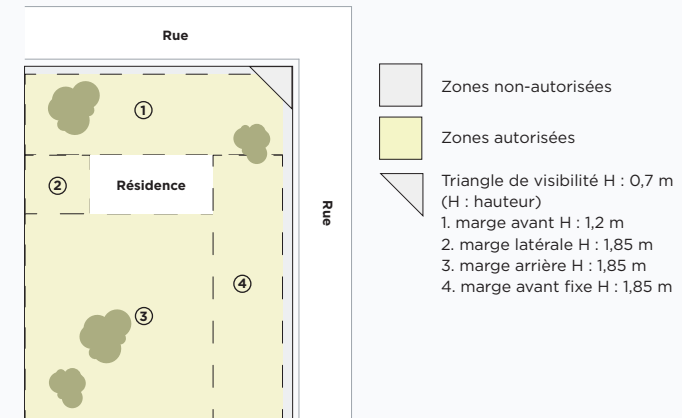 Rue
①
②
Résidence
Rue
④
③
Zones non-autorisées
Zones autorisées
Triangle de visibilité H : 0,7 m
(H : hauteur)
1. marge avant H : 1,2 m
2. marge latérale H : 1,85 m
3. marge arrière H : 1,85 m
4. marge avant fixe H : 1,85 m